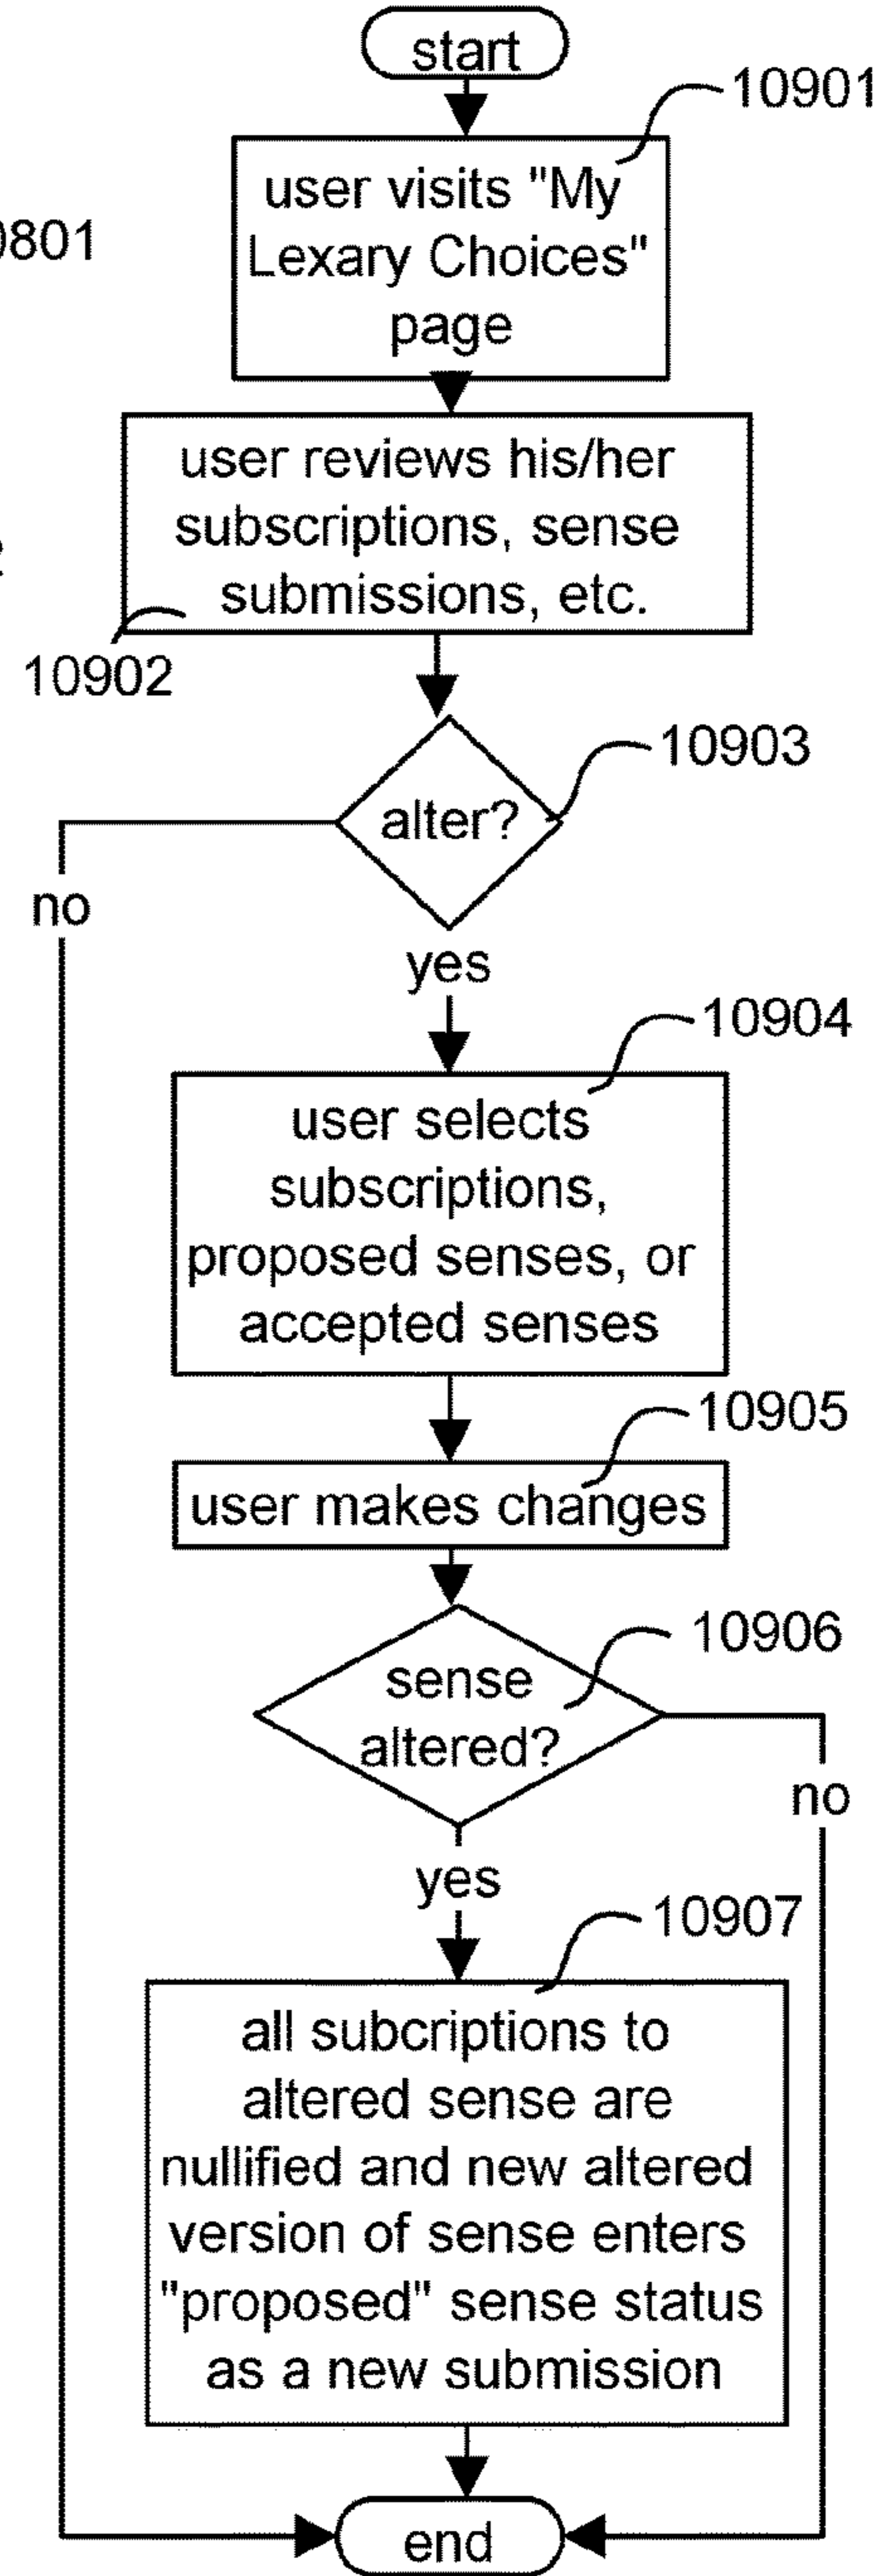 start
10901
user visits "My
Lexary Choices"
page
0801
user reviews his/her
subscriptions, sense
submissions, etc.
10902
10903
alter?
no
yes
10904
user selects
subscriptions,
proposed senses, or
accepted senses
10905
user makes changes
10906
sense
altered?
no
yes
10907
all subcriptions to
altered sense are
nullified and new altered
version of sense enters
"proposed" sense status
as a new submission
end